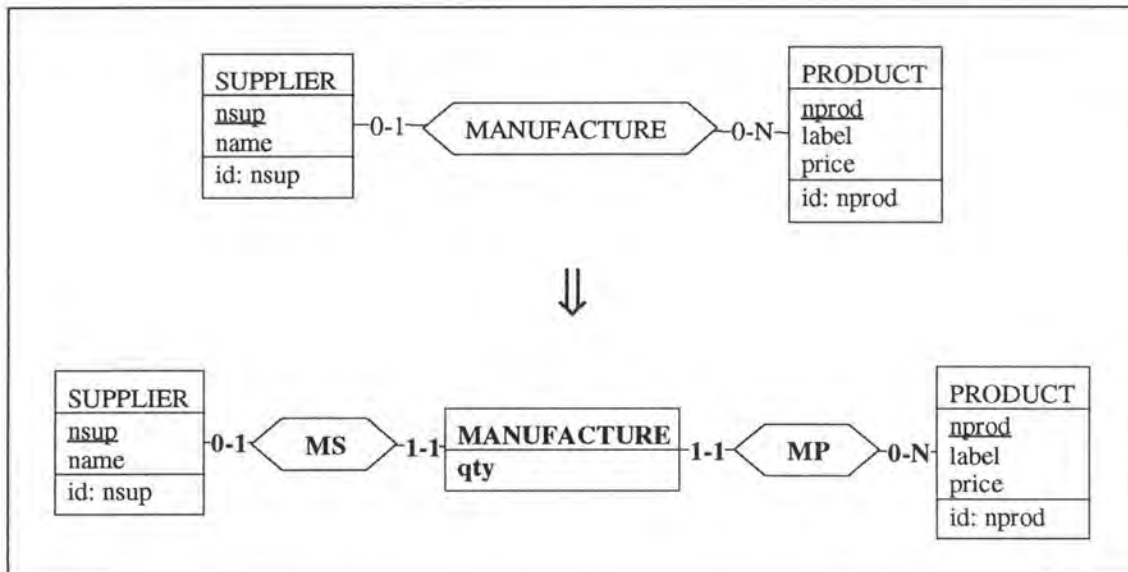 SUPPLIER
nsup
name
id: nsup
0-1
MANUFACTURE
0-N
PRODUCT
nprod
label
price
id: nprod
⇓
SUPPLIER
nsup
name
id: nsup
0-1
MS
1-1
MANUFACTURE
qty
1-1
MP
0-N
PRODUCT
nprod
label
price
id: nprod